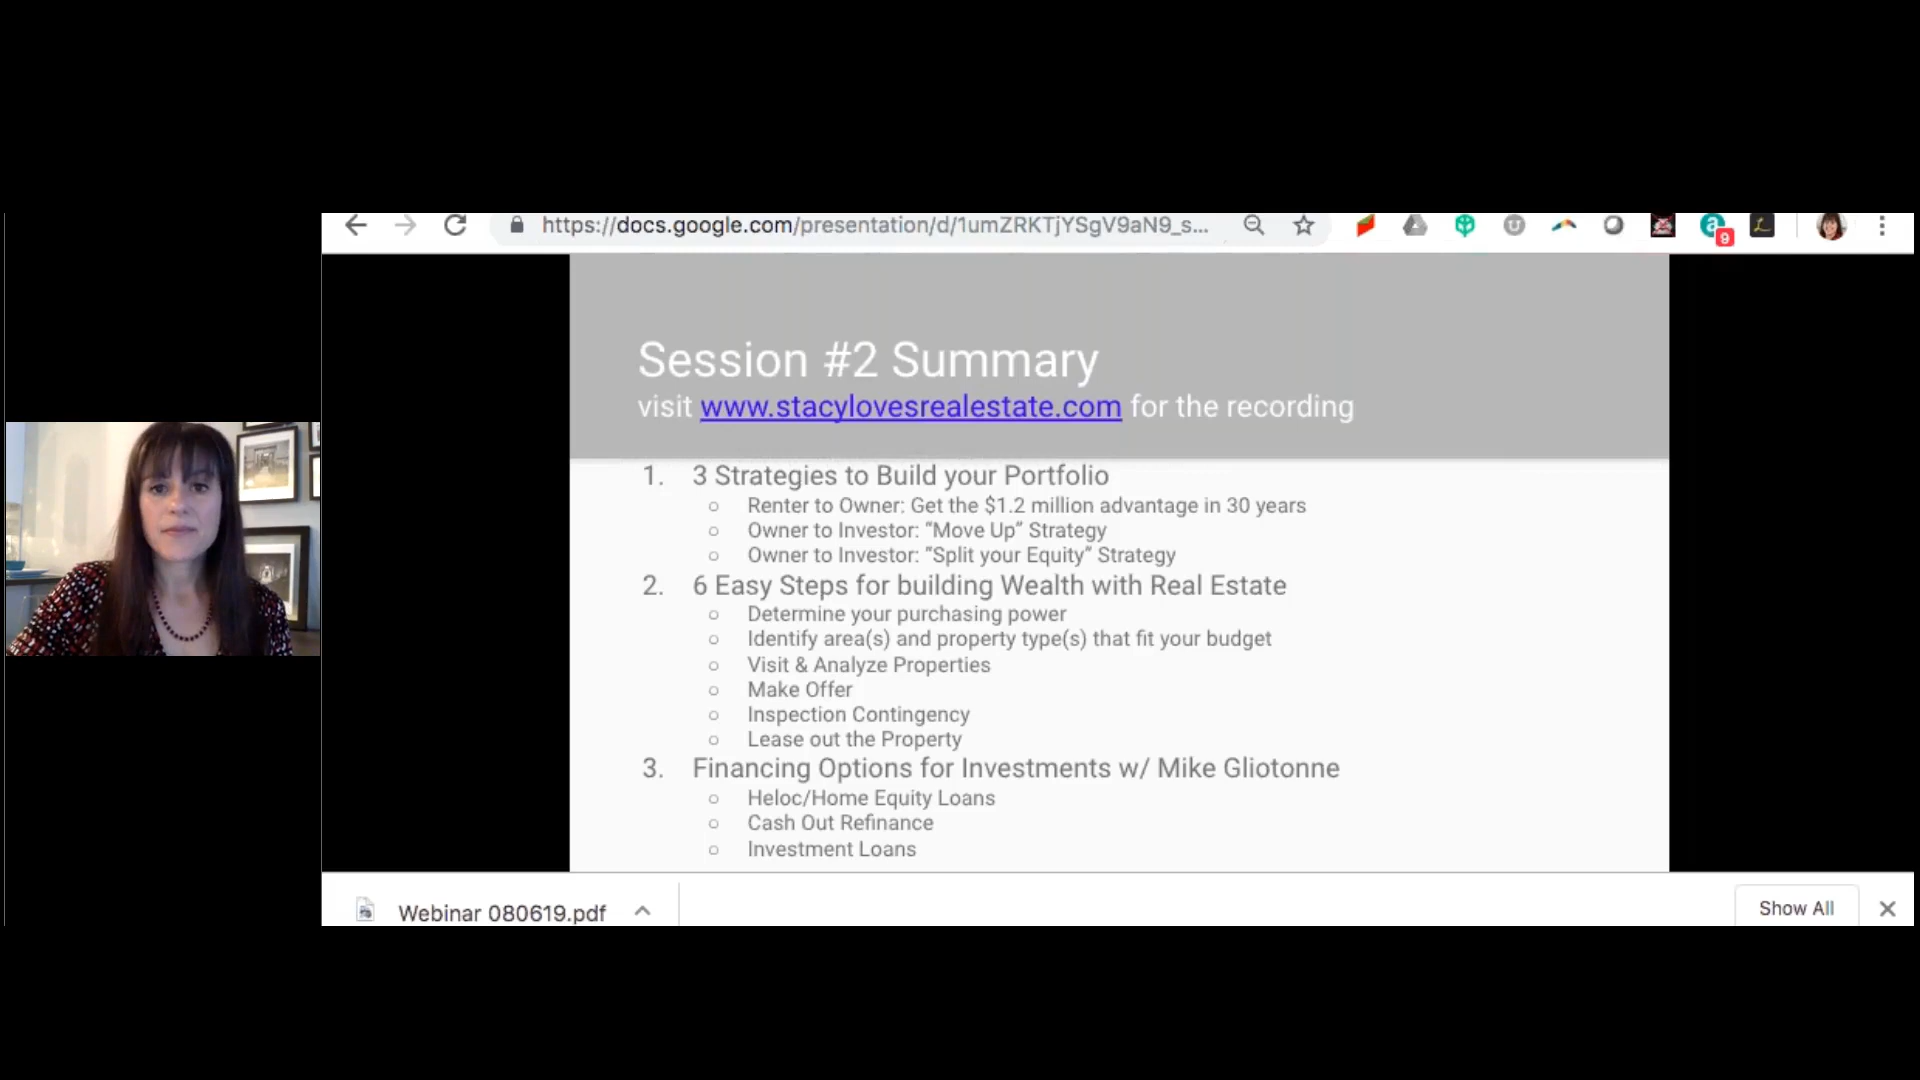 https://docs.google.com/presentation/d/1umZRKTjYSgV9aN9_s...
9
Session #2 Summary
visit www.stacylovesrealestate.com for the recording
1. 3 Strategies to Build your Portfolio
○ Renter to Owner: Get the $1.2 million advantage in 30 years
○ Owner to Investor: “Move Up” Strategy
○ Owner to Investor: “Split your Equity” Strategy
2. 6 Easy Steps for building Wealth with Real Estate
○ Determine your purchasing power
○ Identify area(s) and property type(s) that fit your budget
○ Visit & Analyze Properties
○ Make Offer
○ Inspection Contingency
○ Lease out the Property
3. Financing Options for Investments w/ Mike Gliotonne
○ Heloc/Home Equity Loans
○ Cash Out Refinance
○ Investment Loans
Webinar 080619.pdf
Show All